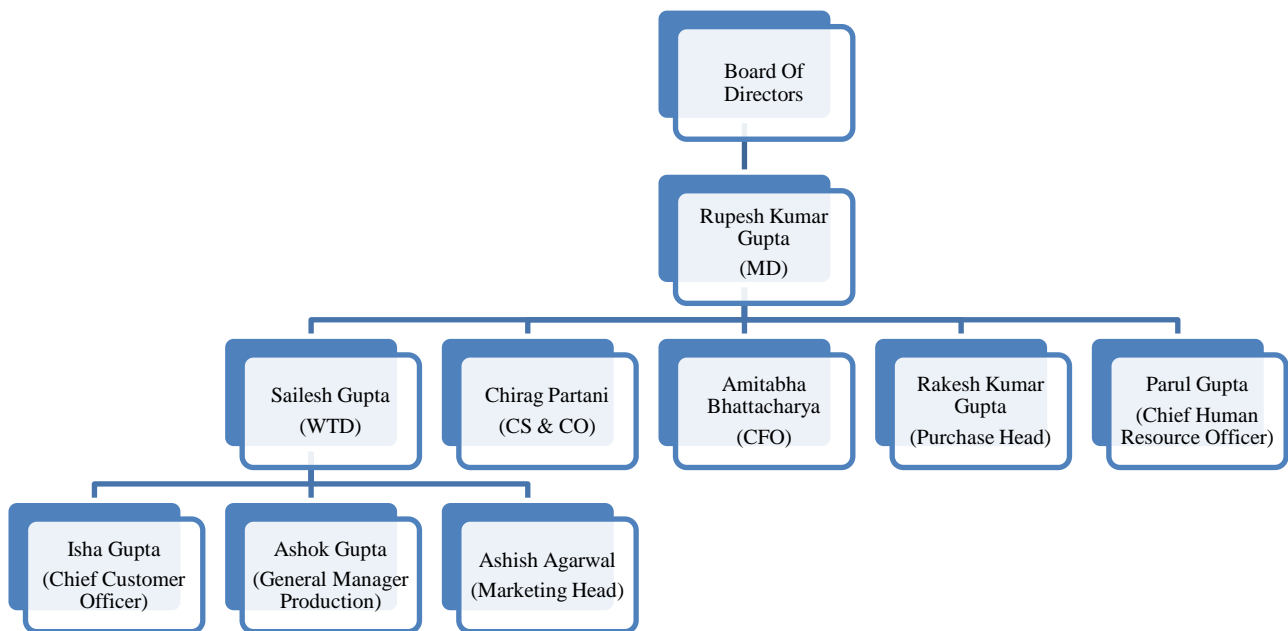 Board Of
Directors
Rupesh Kumar
Gupta
(MD)
Sailesh Gupta
(WTD)
Chirag Partani
(CS & CO)
Amitabha
Bhattacharya
(CFO)
Rakesh Kumar
Gupta
(Purchase Head)
Parul Gupta
(Chief Human
Resource Officer)
Isha Gupta
(Chief Customer
Officer)
Ashok Gupta
(General Manager
Production)
Ashish Agarwal
(Marketing Head)